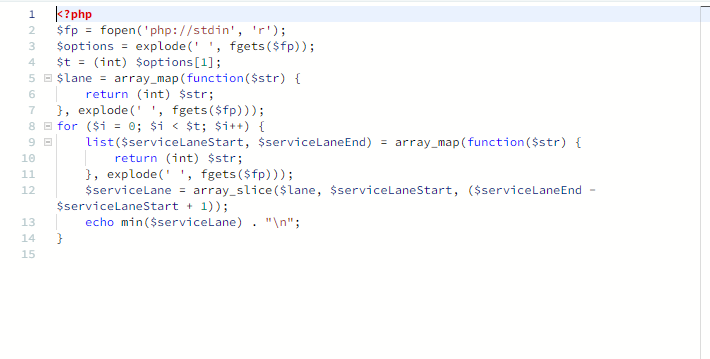 1 <?php
2 $fp = fopen('php://stdin', 'r');
3 $options = explode(' ', fgets($fp));
4 $t = (int) $options[1];
5 $lane = array_map(function($str) {
6     return (int) $str;
7 }, explode(' ', fgets($fp)));
8 for ($i = 0; $i < $t; $i++) {
9     list($serviceLaneStart, $serviceLaneEnd) = array_map(function($str) {
10         return (int) $str;
11     }, explode(' ', fgets($fp)));
12     $serviceLane = array_slice($lane, $serviceLaneStart, ($serviceLaneEnd -
$serviceLaneStart + 1));
13     echo min($serviceLane) . "\n";
14 }
15